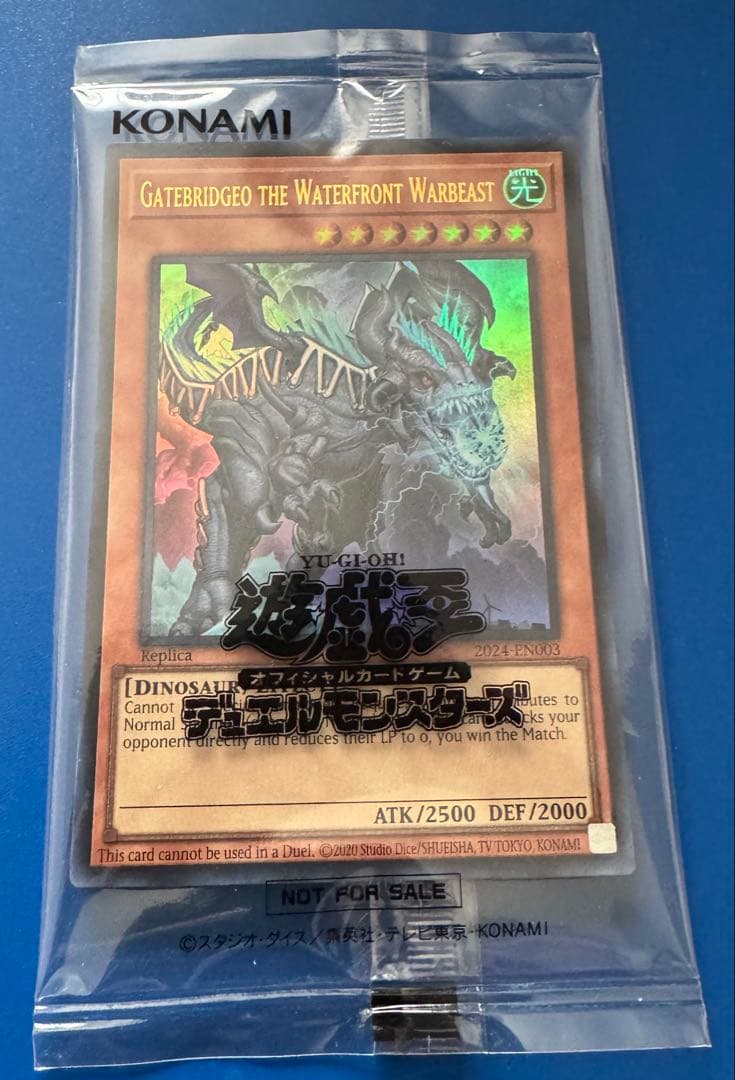 KONAMI
GATEBRIDGEO THE WATERFRONT WARBEAST
LIGHT
光
YU-GI-OH!
遊戯王
Replica
2024-EN003
オフィシャルカードゲーム
[DINOSAUR
デュエルモンスターズ
Cannot to
Normal your
opponent directly and reduces their LP to 0, you win the Match.
ATK/2500 DEF/2000
This card cannot be used in a Duel. ©2020 Studio Dice/SHUEISHA, TV TOKYO, KONAMI
NOT FOR SALE
©スタジオ・ダイス/集英社・テレビ東京・KONAMI